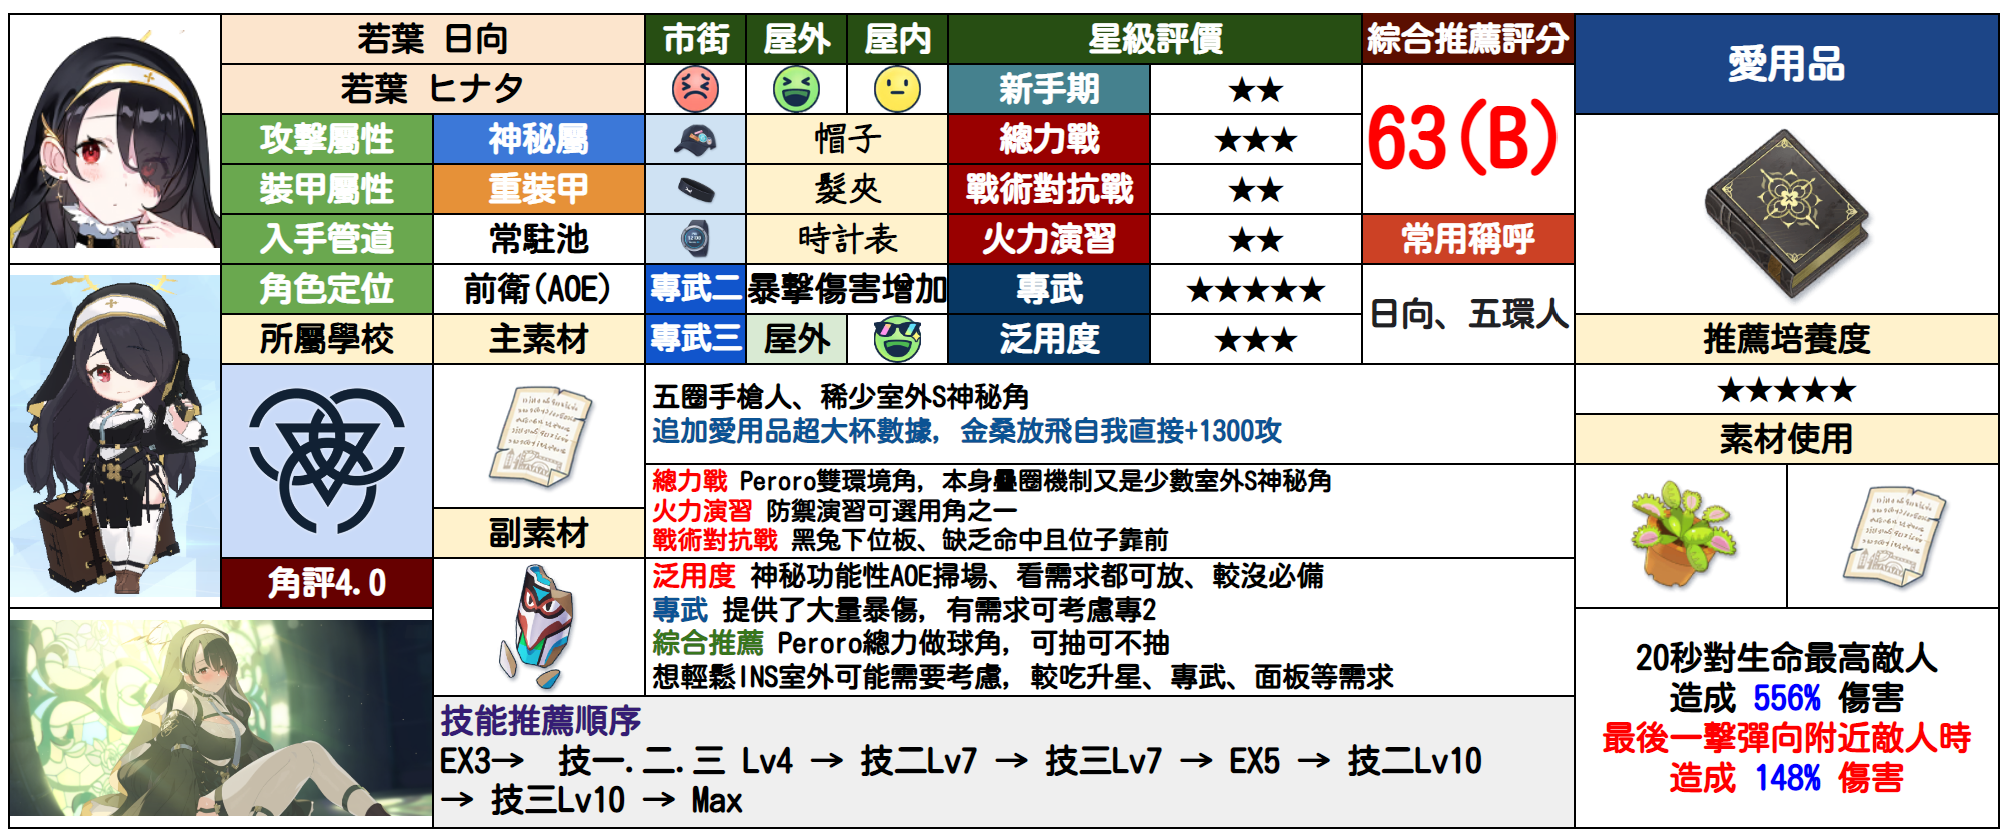 若葉 日向
市街
屋外
屋内
星級評價
綜合推薦評分
愛用品
若葉 ヒナタ
新手期
★★
63(B)
攻擊屬性
神秘屬
帽子
總力戰
★★★
裝甲屬性
重裝甲
髮夾
戰術對抗戰
★★
入手管道
常駐池
時計表
火力演習
★★
常用稱呼
角色定位
前衛(AOE)
專武二
暴擊傷害增加
專武
★★★★★
日向、五環人
所屬學校
主素材
專武三
屋外
泛用度
★★★
推薦培養度
★★★★★
五圈手槍人、稀少室外S神秘角
追加愛用品超大杯數據, 金桑放飛自我直接+1300攻
素材使用
總力戰 Peroro雙環境角, 本身疊圈機制又是少數室外S神秘角
火力演習 防禦演習可選用角之一
戰術對抗戰 黑兔下位板、缺乏命中且位子靠前
副素材
角評4.0
泛用度 神秘功能性AOE掃場、看需求都可放、較沒必備
專武 提供了大量暴傷, 有需求可考慮專2
綜合推薦 Peroro總力做球角, 可抽可不抽
想輕鬆INS室外可能需要考慮, 較吃升星、專武、面板等需求
20秒對生命最高敵人
造成 556% 傷害
最後一擊彈向附近敵人時
造成 148% 傷害
技能推薦順序
EX3→ 技一.二.三 Lv4 → 技二Lv7 → 技三Lv7 → EX5 → 技二Lv10
→ 技三Lv10 → Max